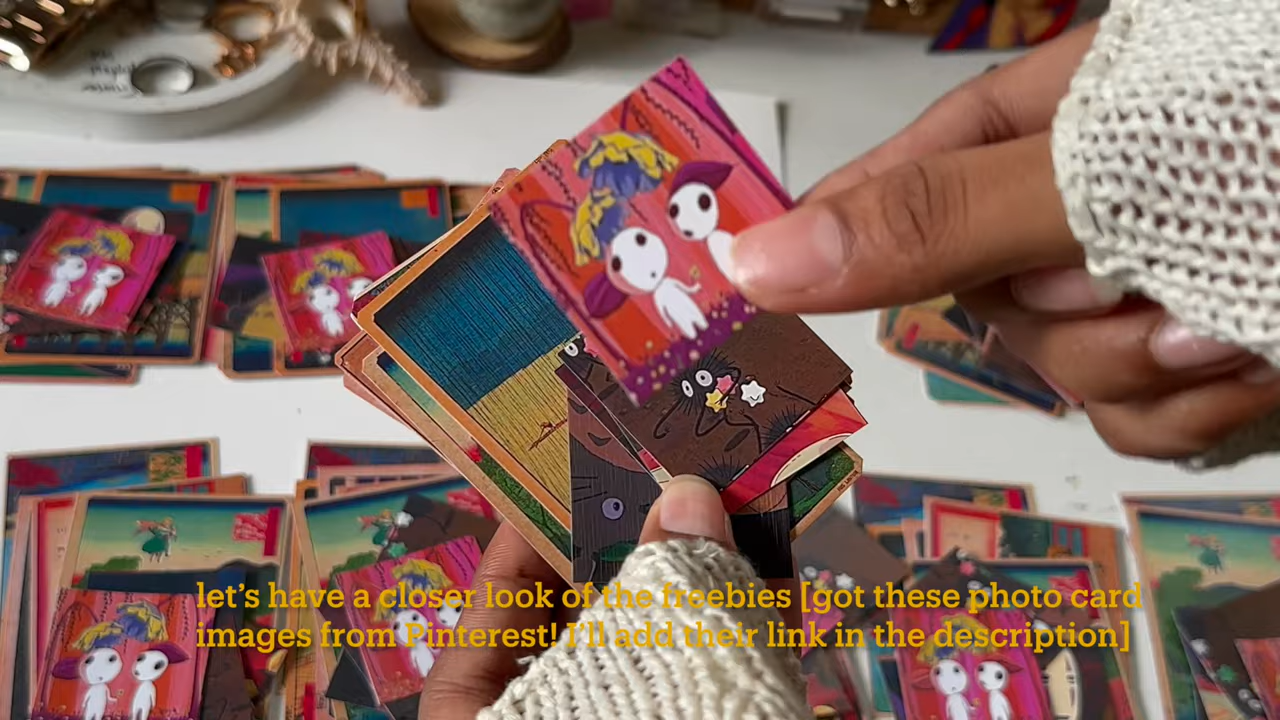 let's have a closer look of the freebies [got these photo card
images from Pinterest! I'll add their link in the description]